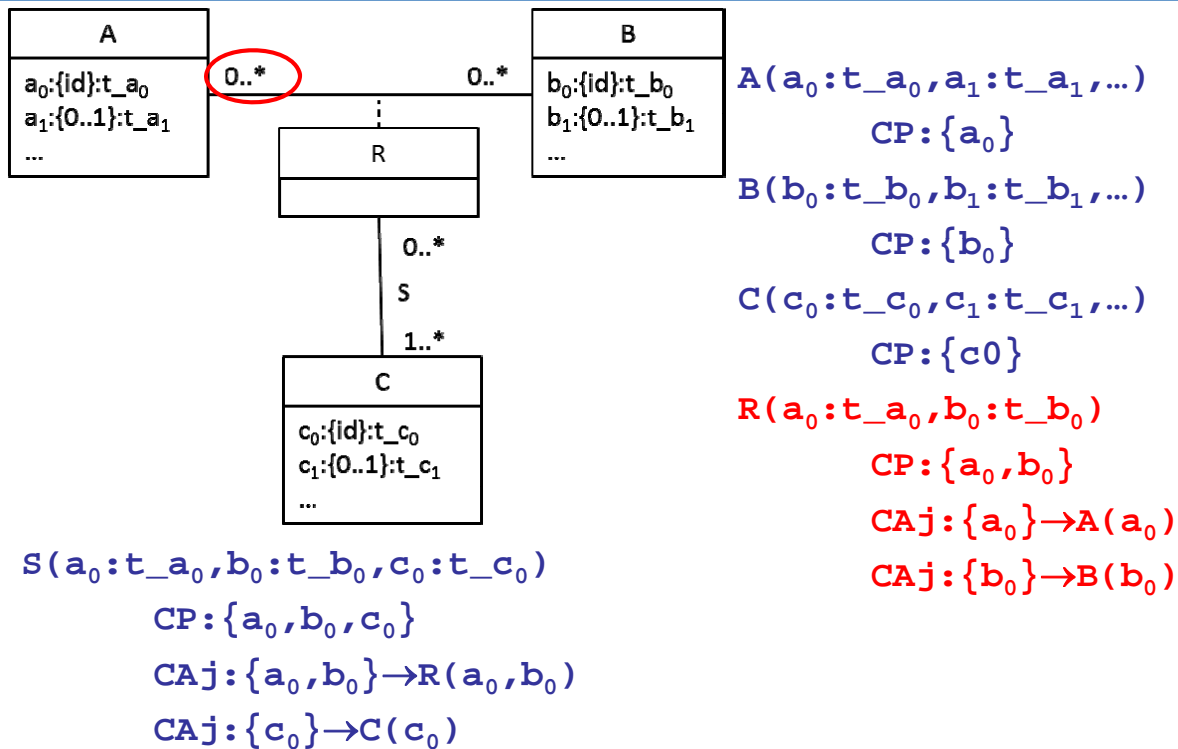 A
a₀:{id}:t_a₀
a₁:{0..1}:t_a₁
...
0..*
0..*
B
b₀:{id}:t_b₀
b₁:{0..1}:t_b₁
...
R
0..*
S
1..*
C
c₀:{id}:t_c₀
c₁:{0..1}:t_c₁
...
A(a₀:t_a₀,a₁:t_a₁,…)
CP:{a₀}
B(b₀:t_b₀,b₁:t_b₁,…)
CP:{b₀}
C(c₀:t_c₀,c₁:t_c₁,…)
CP:{c0}
R(a₀:t_a₀,b₀:t_b₀)
CP:{a₀,b₀}
CAj:{a₀}→A(a₀)
CAj:{b₀}→B(b₀)
S(a₀:t_a₀,b₀:t_b₀,c₀:t_c₀)
CP:{a₀,b₀,c₀}
CAj:{a₀,b₀}→R(a₀,b₀)
CAj:{c₀}→C(c₀)